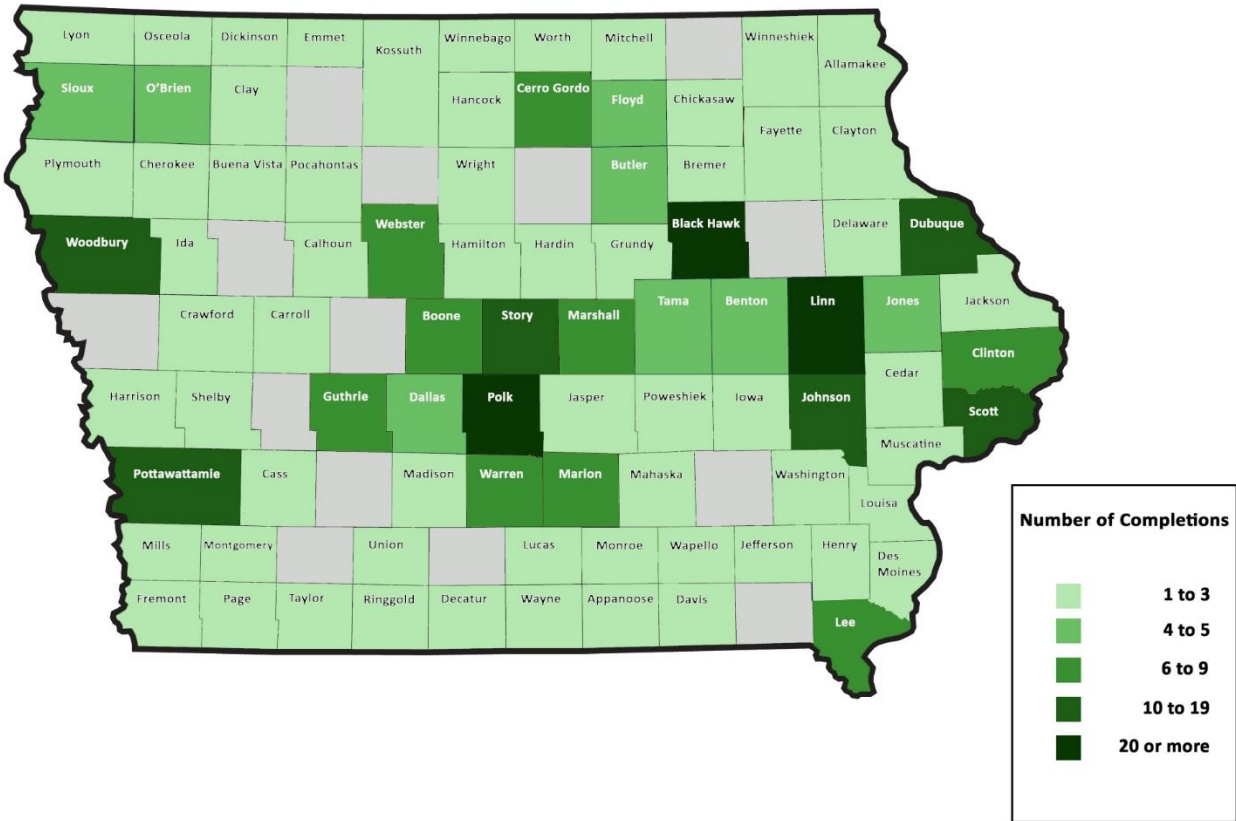 Lyon
Osceola
Dickinson
Emmet
Kossuth
Winnebago
Worth
Mitchell
Winneshiek
Allamakee
Sioux
O'Brien
Clay
Hancock
Cerro Gordo
Floyd
Chickasaw
Fayette
Clayton
Plymouth
Cherokee
Buena Vista
Pocahontas
Wright
Butler
Bremer
Woodbury
Ida
Calhoun
Webster
Hamilton
Hardin
Grundy
Black Hawk
Delaware
Dubuque
Crawford
Carroll
Boone
Story
Marshall
Tama
Benton
Linn
Jones
Jackson
Clinton
Cedar
Harrison
Shelby
Guthrie
Dallas
Polk
Jasper
Poweshiek
Iowa
Johnson
Scott
Muscatine
Pottawattamie
Cass
Madison
Warren
Marion
Mahaska
Washington
Louisa
Mills
Montgomery
Union
Lucas
Monroe
Wapello
Jefferson
Henry
Des
Moines
Fremont
Page
Taylor
Ringgold
Decatur
Wayne
Appanoose
Davis
Lee
Number of Completions
1 to 3
4 to 5
6 to 9
10 to 19
20 or more